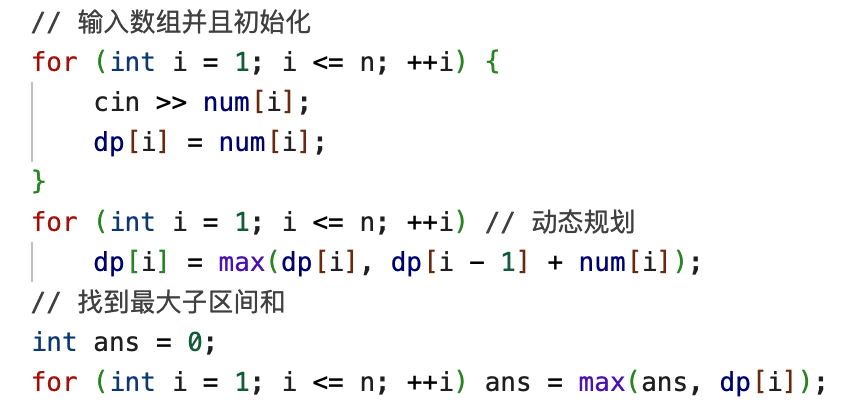 // 输入数组并且初始化
for (int i = 1; i <= n; ++i) {
    cin >> num[i];
    dp[i] = num[i];
}
for (int i = 1; i <= n; ++i) // 动态规划
    dp[i] = max(dp[i], dp[i - 1] + num[i]);
// 找到最大子区间和
int ans = 0;
for (int i = 1; i <= n; ++i) ans = max(ans, dp[i]);